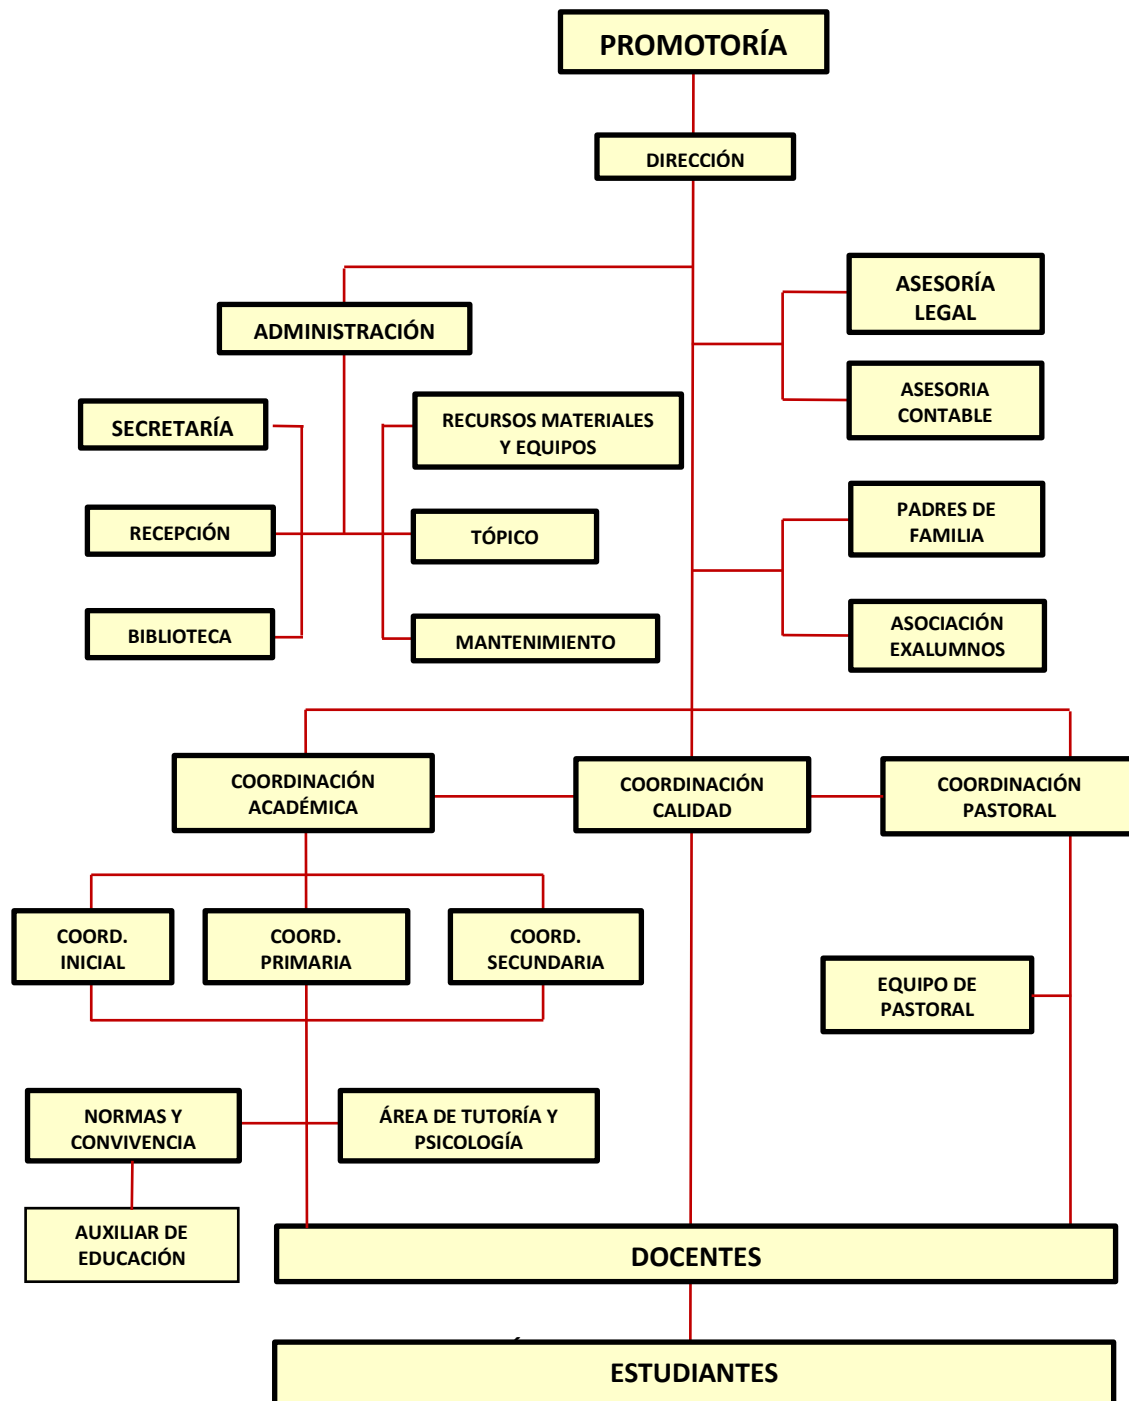 PROMOTORÍA
DIRECCIÓN
ASESORÍA
LEGAL
ADMINISTRACIÓN
ASESORIA
CONTABLE
SECRETARÍA
RECURSOS MATERIALES
Y EQUIPOS
PADRES DE
FAMILIA
RECEPCIÓN
TÓPICO
BIBLIOTECA
MANTENIMIENTO
ASOCIACIÓN
EXALUMNOS
COORDINACIÓN
ACADÉMICA
COORDINACIÓN
CALIDAD
COORDINACIÓN
PASTORAL
COORD.
INICIAL
COORD.
PRIMARIA
COORD.
SECUNDARIA
EQUIPO DE
PASTORAL
NORMAS Y
CONVIVENCIA
ÁREA DE TUTORÍA Y
PSICOLOGÍA
AUXILIAR DE
EDUCACIÓN
DOCENTES
ESTUDIANTES